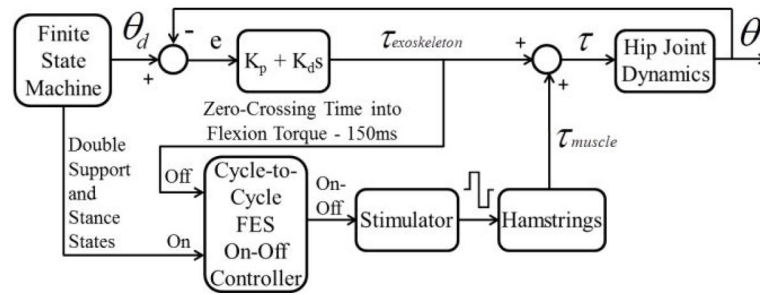 Finite
State
Machine
θd
+
-
e
Kp + Kds
τexoskeleton
+
+
τ
Hip Joint
Dynamics
θ
Zero-Crossing Time into
Flexion Torque - 150ms
Double
Support
and
Stance
States
Off
On
Cycle-to-
Cycle
FES
On-Off
Controller
On-
Off
Stimulator
Hamstrings
τmuscle